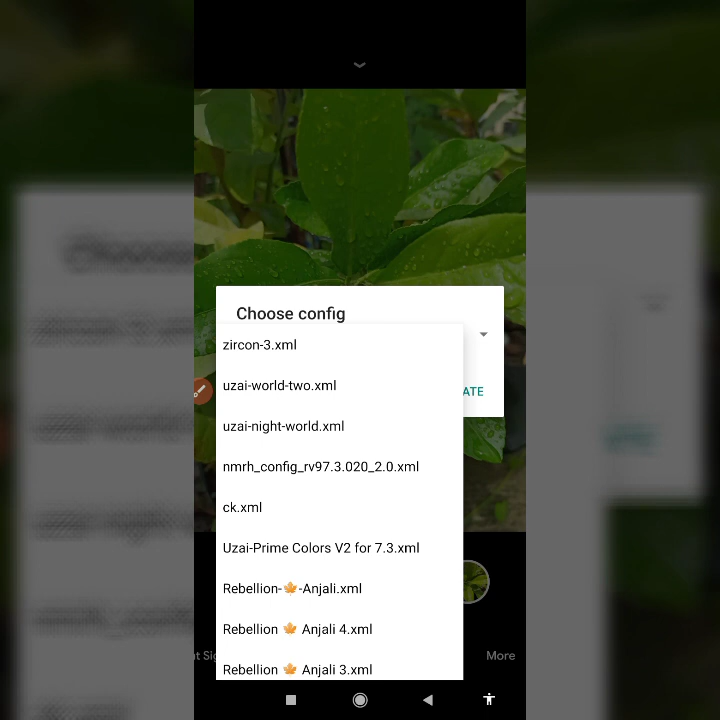 Choose config
zircon-3.xml
uzai-world-two.xml
ATE
uzai-night-world.xml
nmrh_config_rv97.3.020_2.0.xml
ck.xml
Uzai-Prime Colors V2 for 7.3.xml
Rebellion-🍁-Anjali.xml
Rebellion 🍁 Anjali 4.xml
More
Rebellion 🍁 Anjali 3.xml